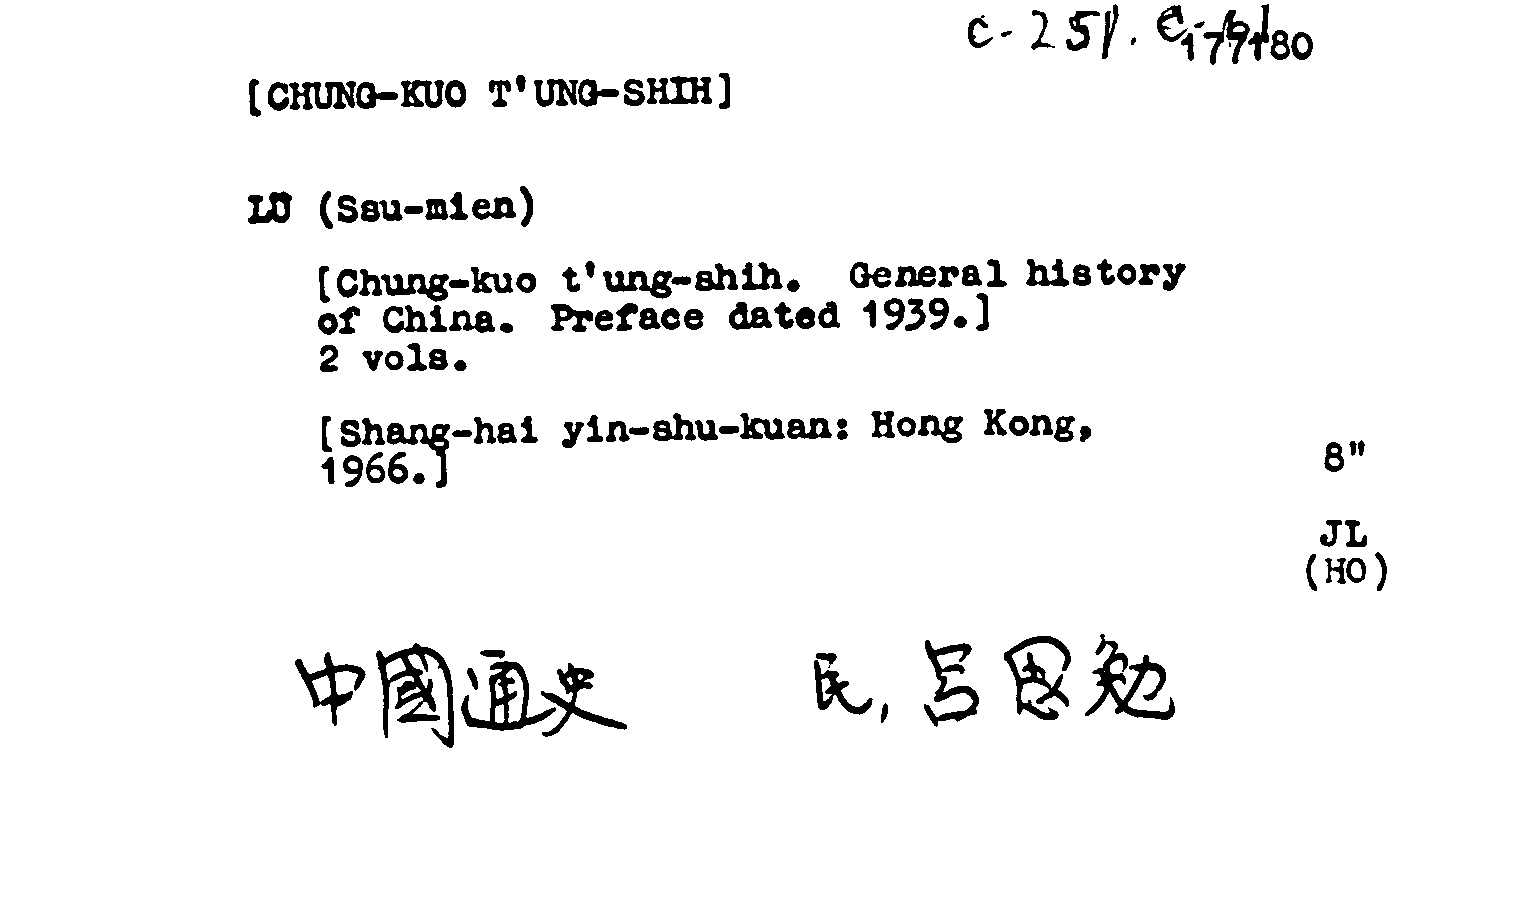 C-251.
177180
[CHUNG-KUO T'UNG-SHIH]
LÜ (Ssu-mien)
[Chung-kuo t'ung-shih. General history
of China. Preface dated 1939.]
2 vols.
[Shang-hai yin-shu-kuan: Hong Kong,
1966.]
8"
JL
(HO)
中國通史 民, 吕思勉